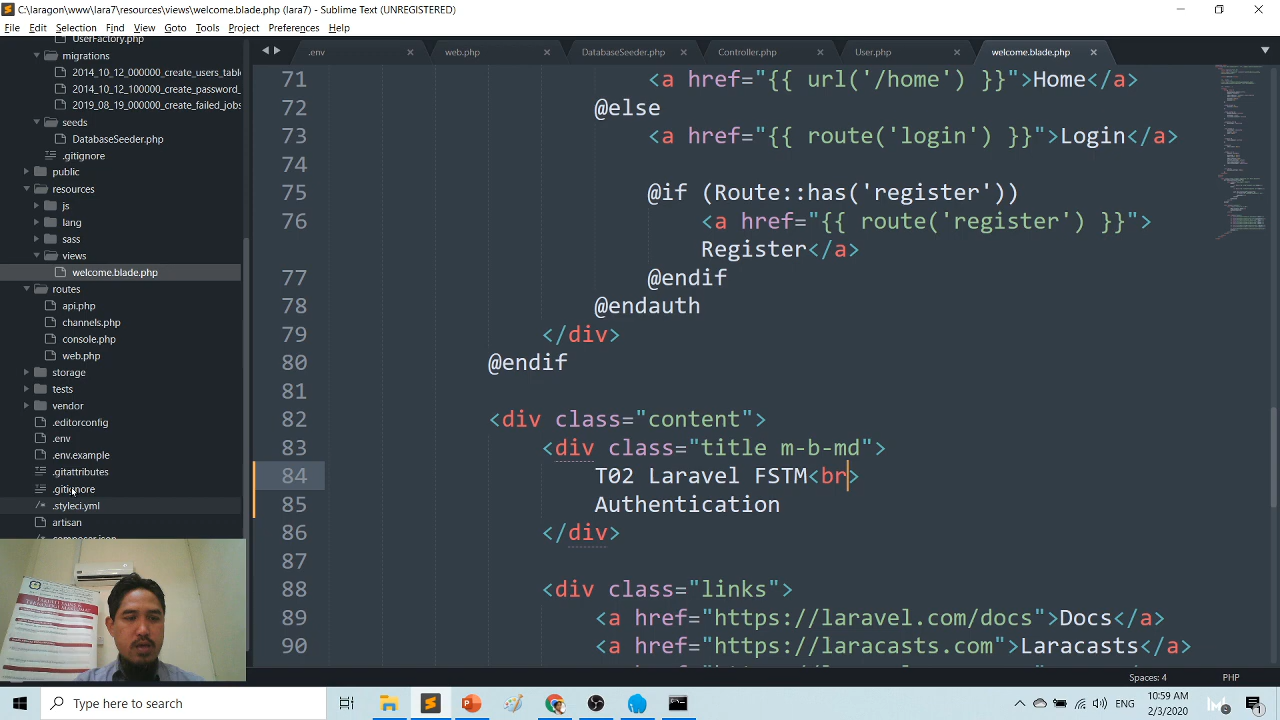 C:\laragon\www\lara7\resources\views\welcome.blade.php (lara7) - Sublime Text (UNREGISTERED)
File Edit Selection Find View Goto Tools Project Preferences Help
.env
web.php
DatabaseSeeder.php
Controller.php
User.php
welcome.blade.php
UserFactory.php
migrations
2014_10_12_000000_create_users_tabl
2014_10_12_100000_create_password_
2019_08_19_000000_create_failed_jobs
seeds
DatabaseSeeder.php
.gitignore
public
resources
js
lang
sass
views
welcome.blade.php
routes
api.php
channels.php
console.php
web.php
storage
tests
vendor
.editorconfig
.env
.env.example
.gitattributes
.gitignore
/* .styleci.yml
artisan
71 <a href="{{ url('/home') }}">Home</a>
72 @else
73 <a href="{{ route('login') }}">Login</a>
74
75 @if (Route::has('register'))
76 <a href="{{ route('register') }}">
Register</a>
77 @endif
78 @endauth
79 </div>
80 @endif
81
82 <div class="content">
83 <div class="title m-b-md">
84 T02 Laravel FSTM<br>
85 Authentication
86 </div>
87
88 <div class="links">
89 <a href="https://laravel.com/docs">Docs</a>
90 <a href="https://laracasts.com">Laracasts</a>
Spaces: 4 PHP
Type here to search
ENG
10:59 AM
2/3/2020